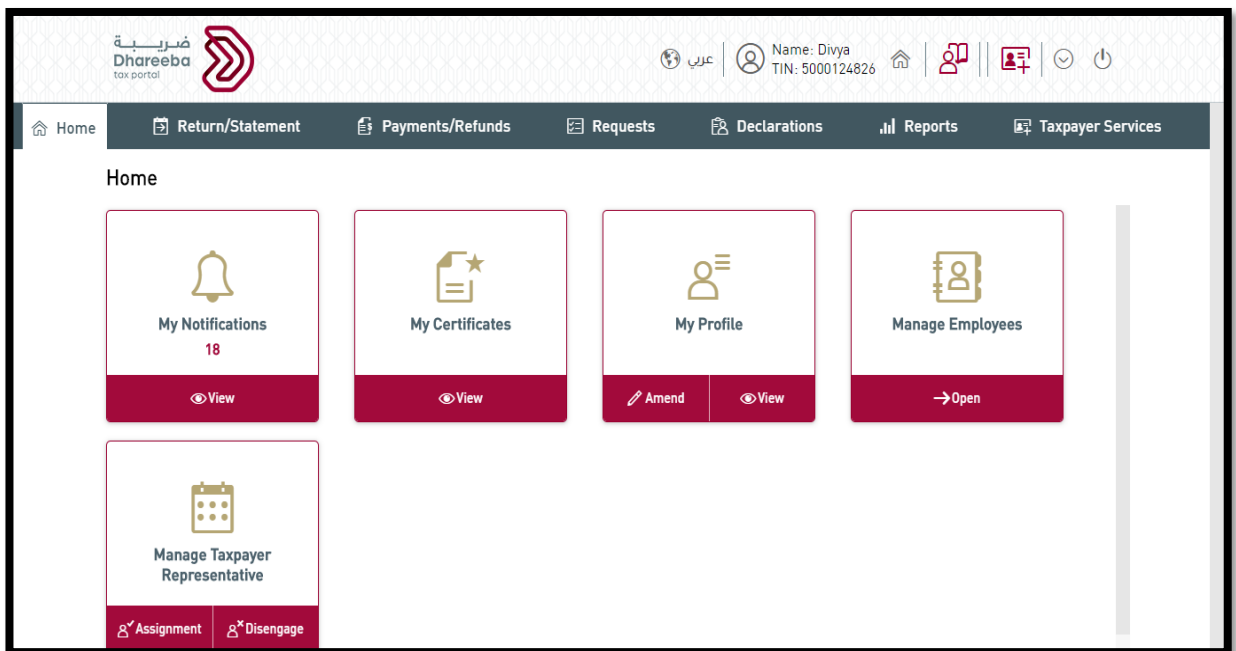 ضريبة
Dhareeba
tax portal
عربي
Name: Divya
TIN: 5000124826
Home
Return/Statement
Payments/Refunds
Requests
Declarations
Reports
Taxpayer Services
Home
My Notifications
18
View
My Certificates
View
My Profile
Amend
View
Manage Employees
Open
Manage Taxpayer
Representative
Assignment
Disengage